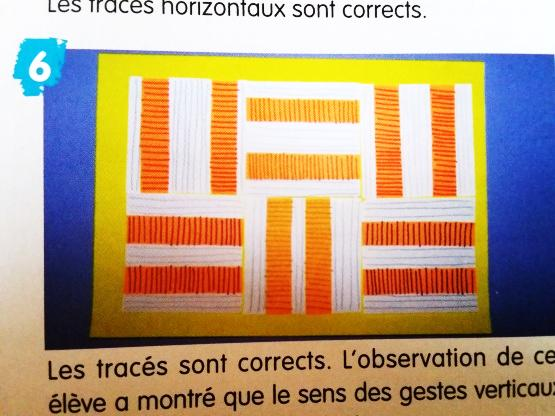 Les tracés horizontaux sont corrects.
6
Les tracés sont corrects. L'observation de ce
élève a montré que le sens des gestes verticaux